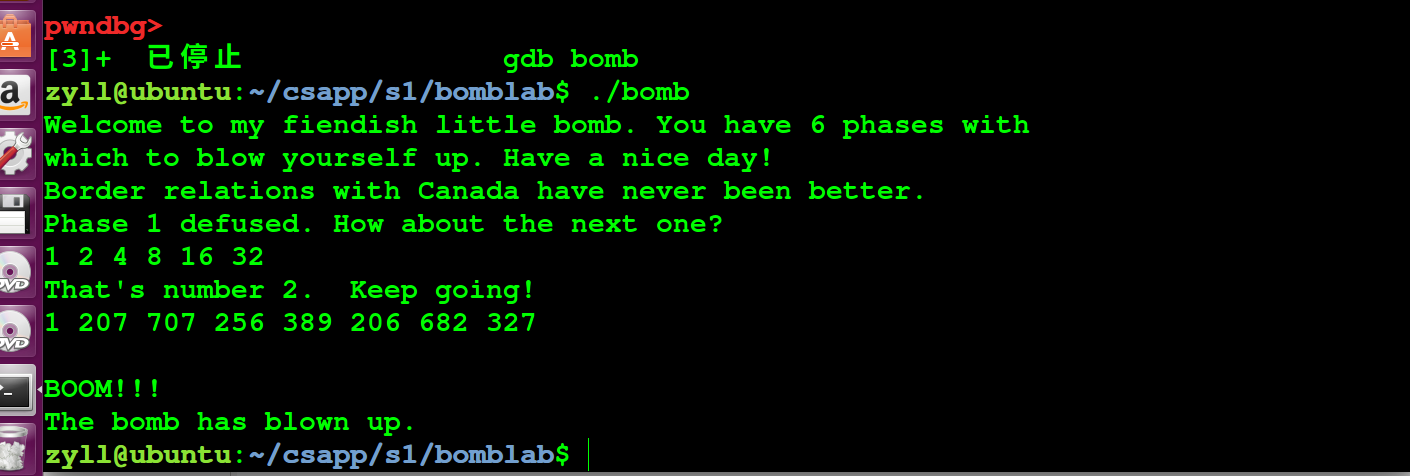 pwndbg>
[3]+  已停止                  gdb bomb
zyll@ubuntu:~/csapp/s1/bomblab$ ./bomb
Welcome to my fiendish little bomb. You have 6 phases with
which to blow yourself up. Have a nice day!
Border relations with Canada have never been better.
Phase 1 defused. How about the next one?
1 2 4 8 16 32
That's number 2.  Keep going!
1 207 707 256 389 206 682 327

BOOM!!!
The bomb has blown up.
zyll@ubuntu:~/csapp/s1/bomblab$